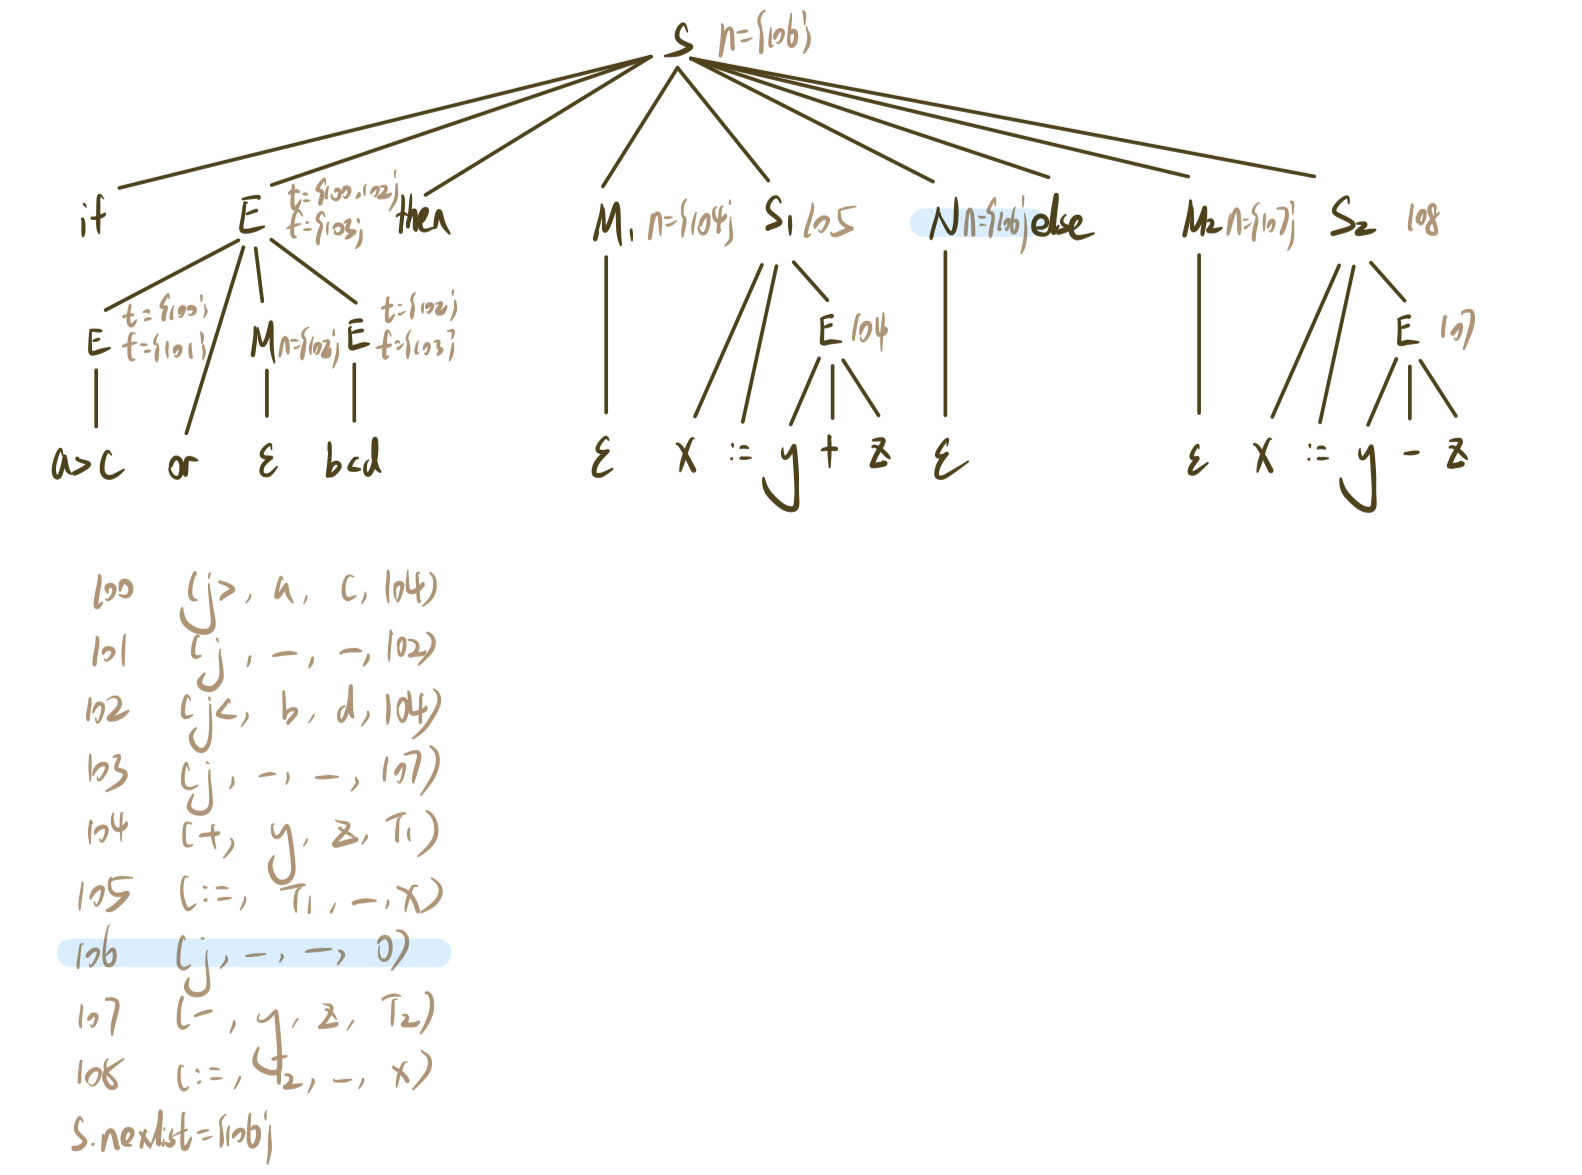 S n={106}
if E t={100,102} f={103} then M₁ n={104} S₁ 105 N n={106} else M₂ n={107} S₂ 108
E t={100} f={101} M n={102} E t={102} f={103} E 104 E 107
a>c or ε b<d ε x := y + z ε ε x := y - z
100 (j>, a, c, 104)
101 (j, -, -, 102)
102 (j<, b, d, 104)
103 (j, -, -, 107)
104 (+, y, z, T₁)
105 (:=, T₁, -, x)
106 (j, -, -, 0)
107 (-, y, z, T₂)
108 (:=, T₂, -, x)
S.nextlist={106}